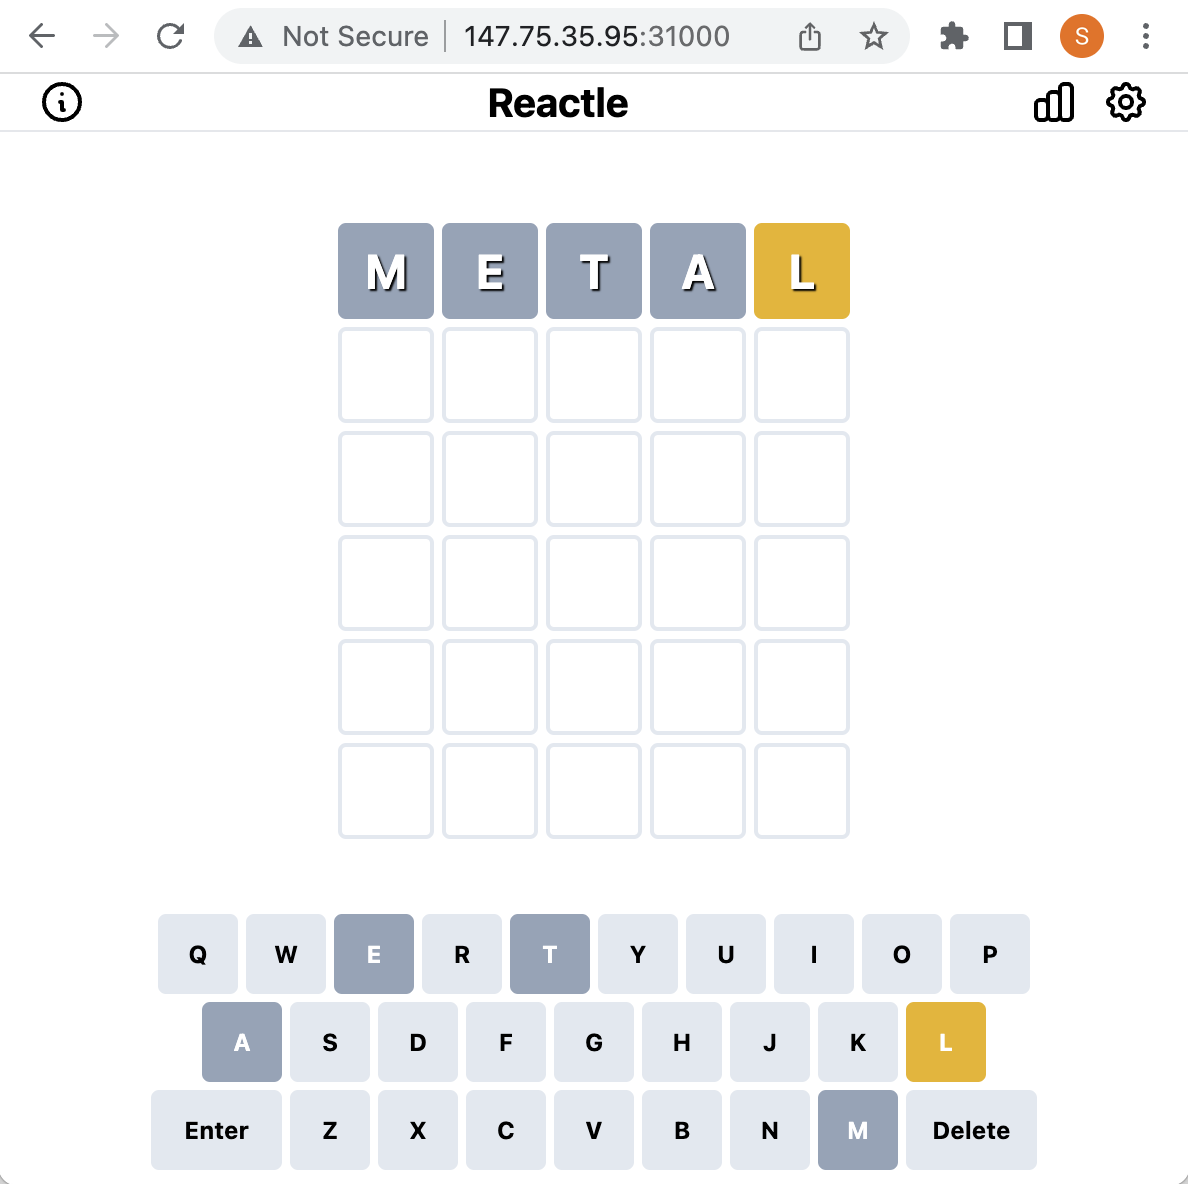 Not Secure 147.75.35.95:31000 S
Reactle
M E T A L
Q W E R T Y U I O P
A S D F G H J K L
Enter Z X C V B N M Delete